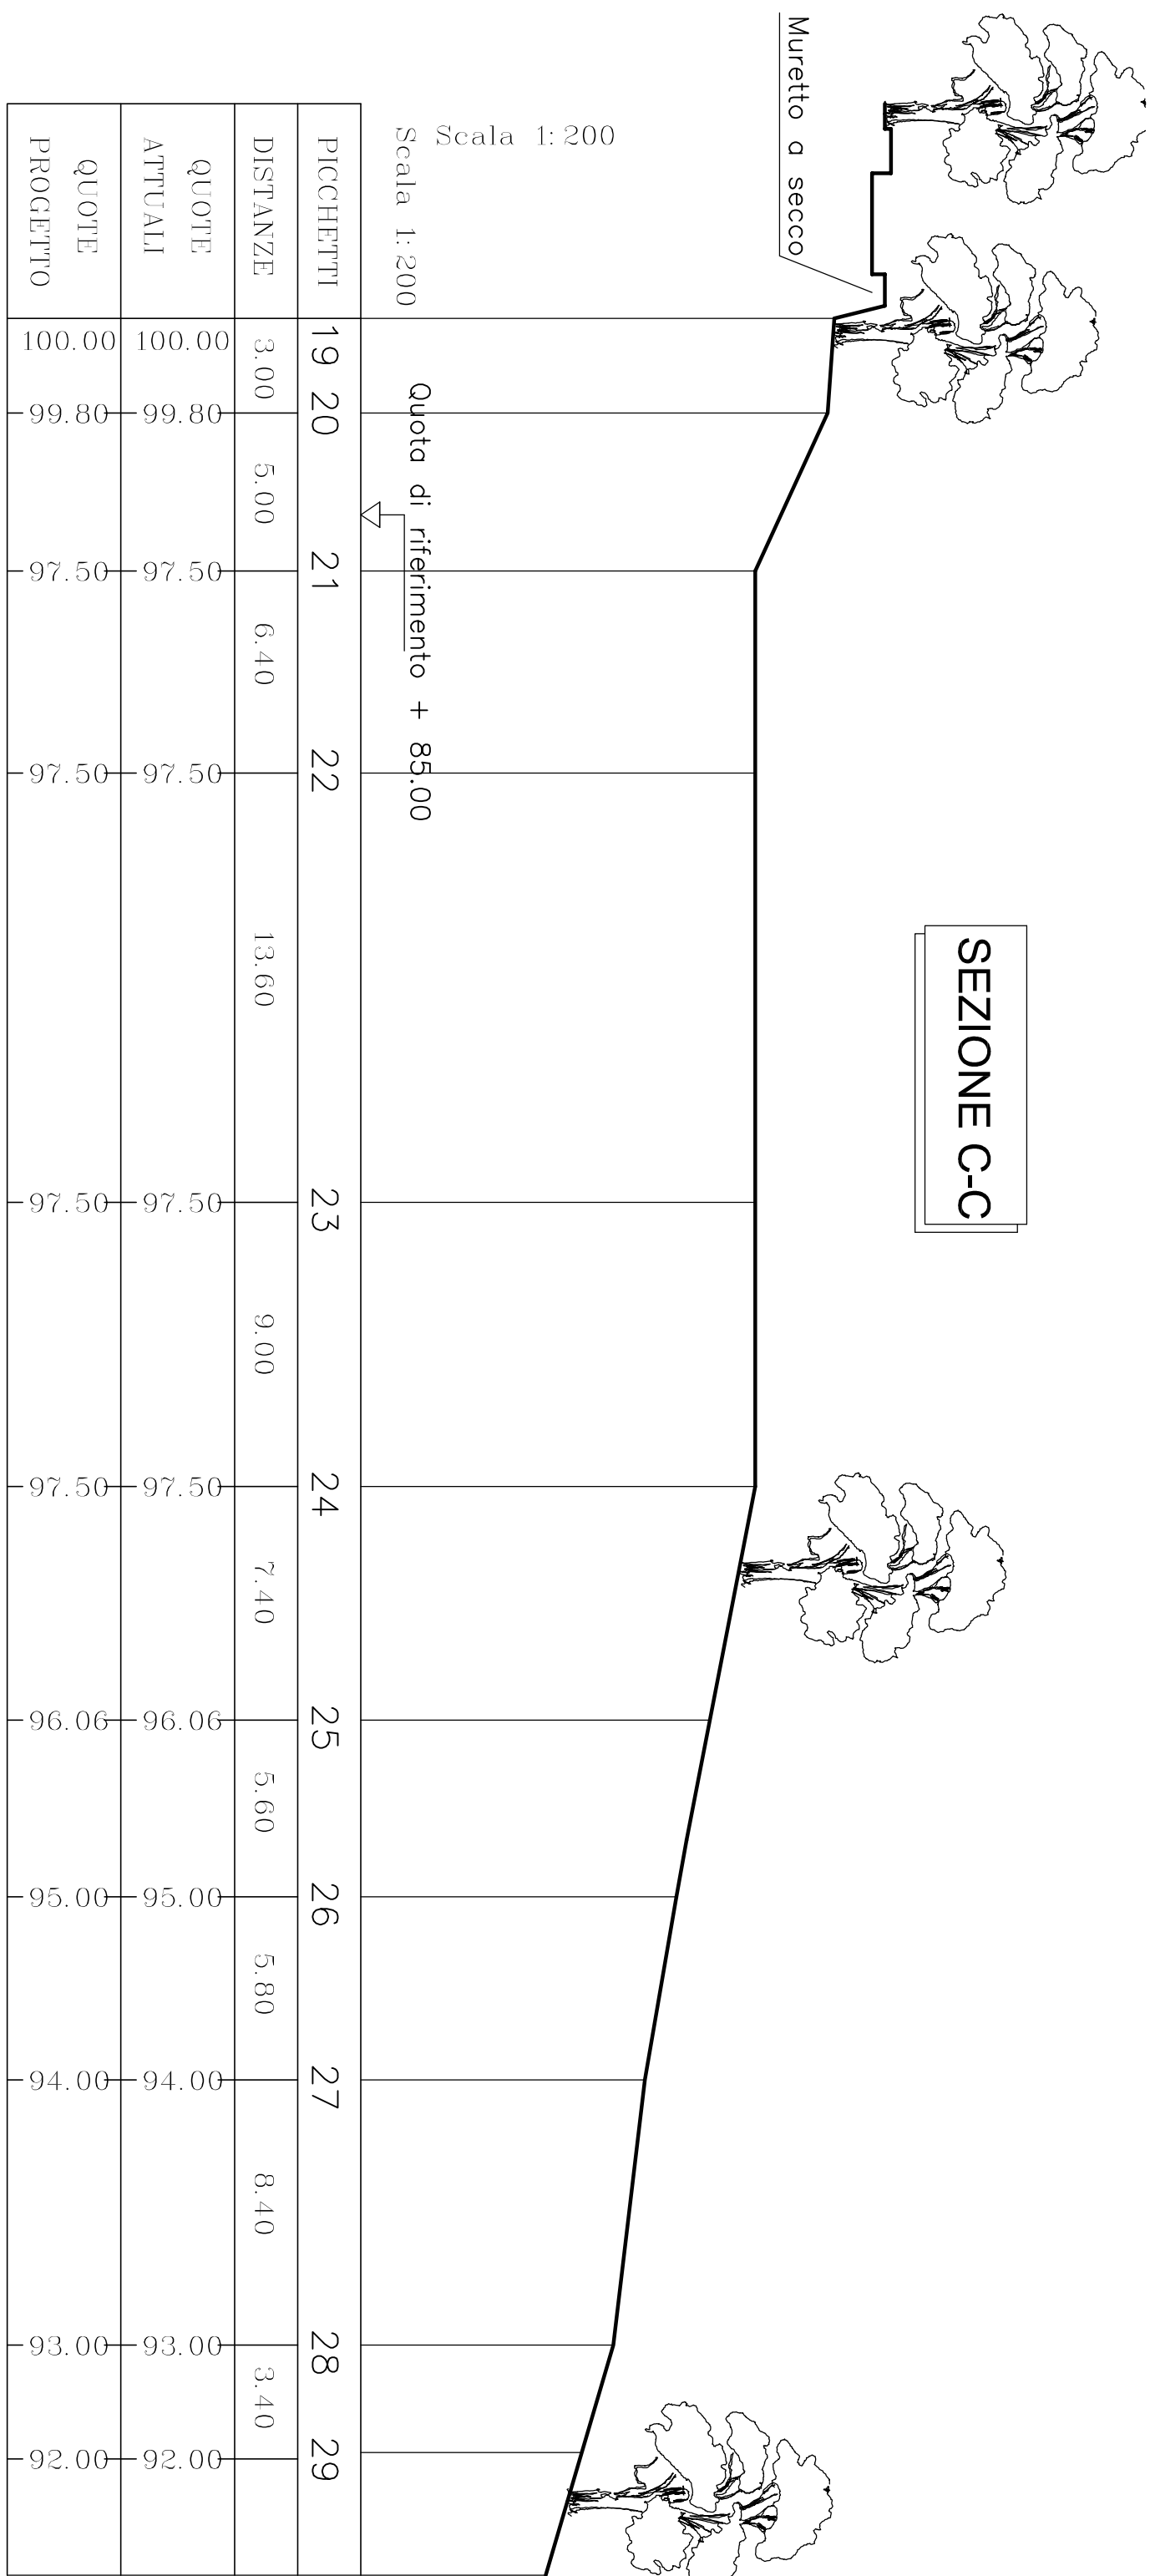 SEZIONE C-C
Muretto a secco
Scala 1:200
Scala 1:200
Quota di riferimento + 85.00
PICCHETTI 19 20 21 22 23 24 25 26 27 28 29
DISTANZE 3.00 5.00 6.40 13.60 9.00 7.40 5.60 5.80 8.40 3.40
QUOTE
ATTUALI 100.00 99.80 97.50 97.50 97.50 97.50 96.06 95.00 94.00 93.00 92.00
QUOTE
PROGETTO 100.00 99.80 97.50 97.50 97.50 97.50 96.06 95.00 94.00 93.00 92.00